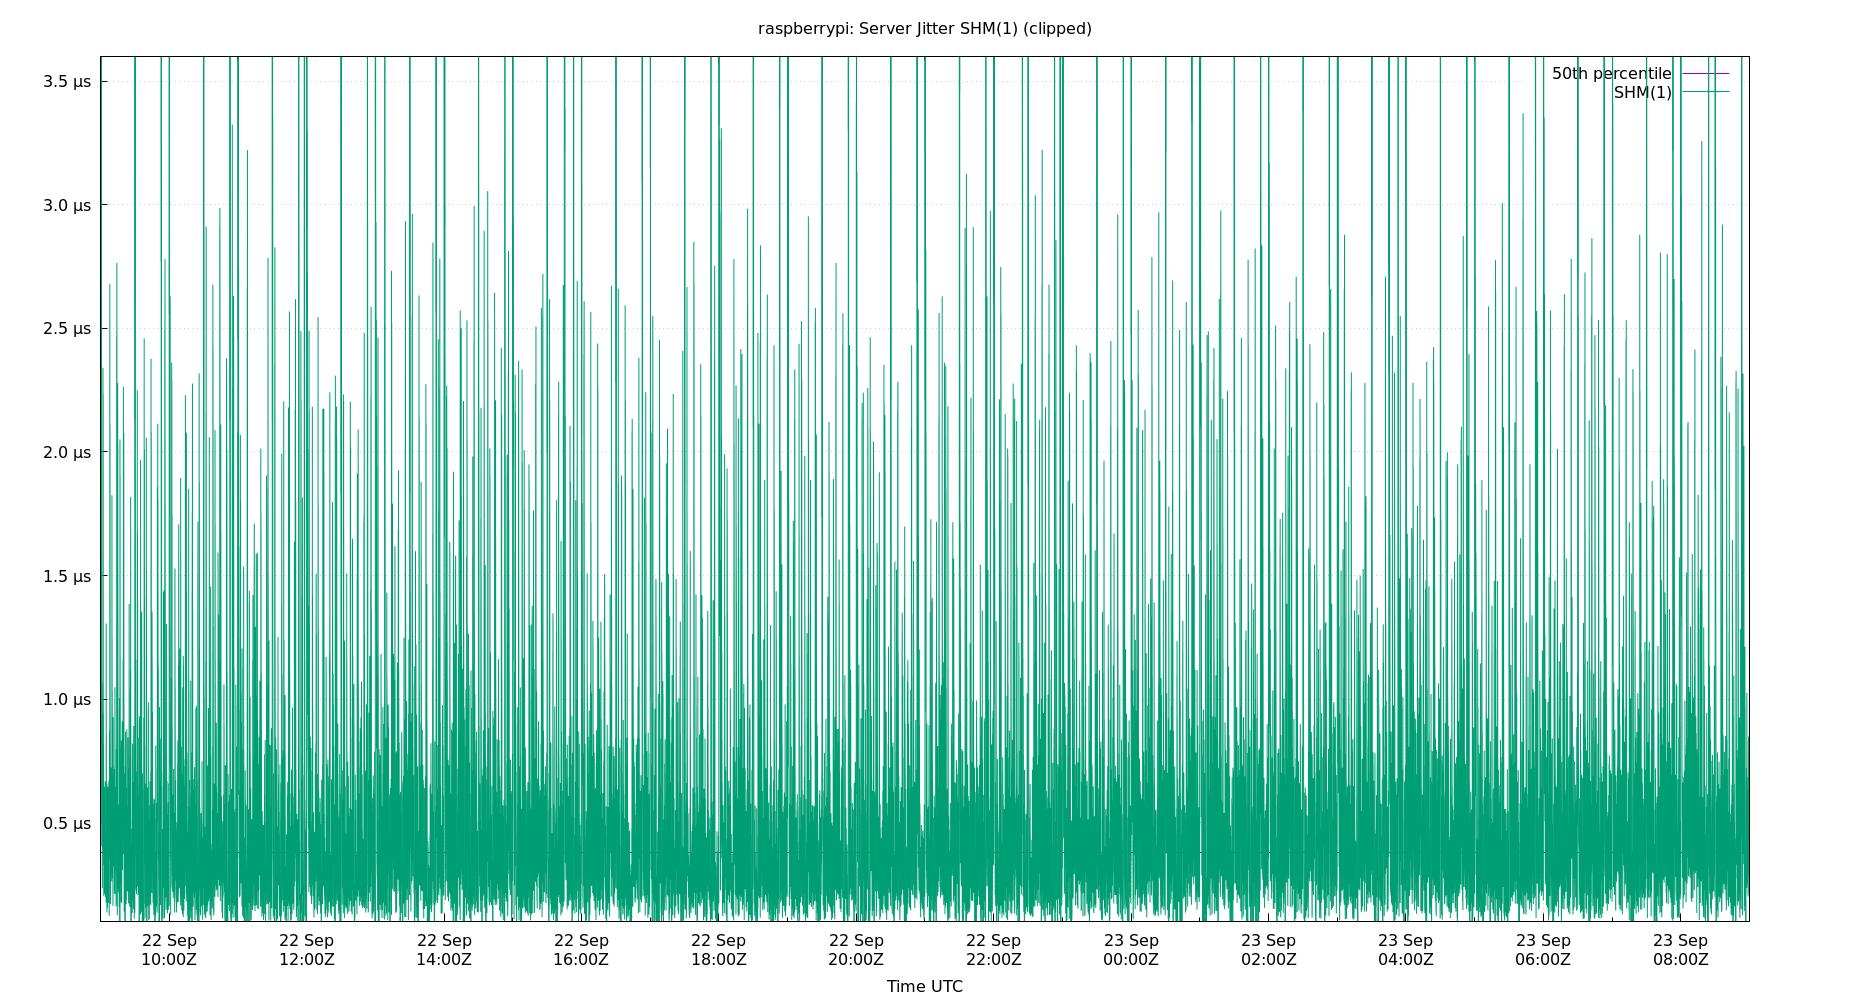 raspberrypi: Server Jitter SHM(1) (clipped)
50th percentile
SHM(1)
3.5 µs
3.0 µs
2.5 µs
2.0 µs
1.5 µs
1.0 µs
0.5 µs
22 Sep 22 Sep 22 Sep 22 Sep 22 Sep 22 Sep 22 Sep 23 Sep 23 Sep 23 Sep 23 Sep 23 Sep
10:00Z 12:00Z 14:00Z 16:00Z 18:00Z 20:00Z 22:00Z 00:00Z 02:00Z 04:00Z 06:00Z 08:00Z
Time UTC